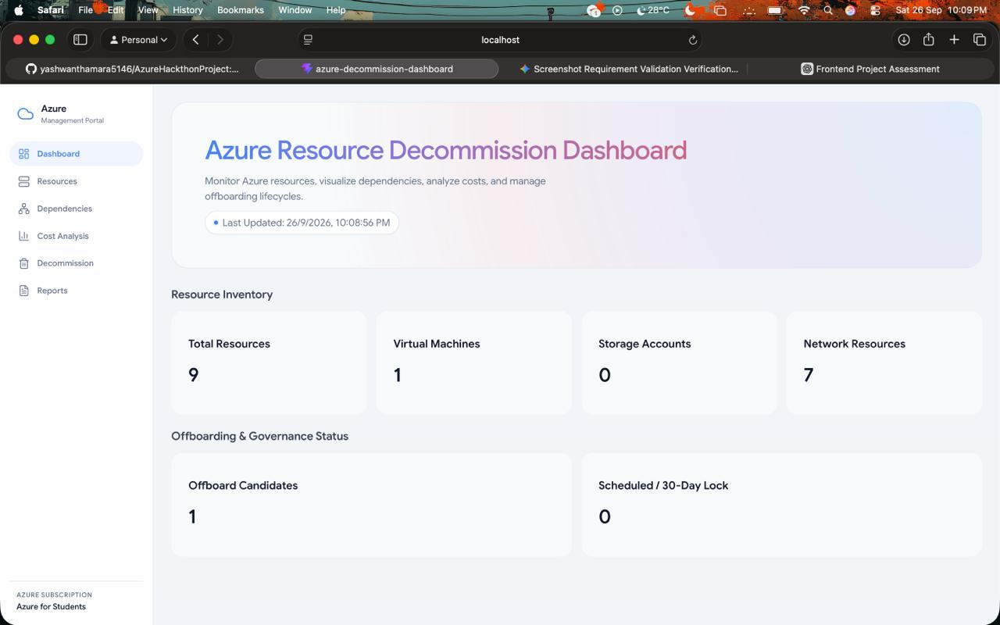 Safari File Edit View History Bookmarks Window Help 1 28°C Sat 26 Sep 10:09 PM
Personal localhost
yashwanthamara5146/AzureHackthonProject:... azure-decommission-dashboard Screenshot Requirement Validation Verification... Frontend Project Assessment
Azure
Management Portal
Dashboard
Resources
Dependencies
Cost Analysis
Decommission
Reports
AZURE SUBSCRIPTION
Azure for Students
Azure Resource Decommission Dashboard
Monitor Azure resources, visualize dependencies, analyze costs, and manage
offboarding lifecycles.
Last Updated: 26/9/2026, 10:08:56 PM
Resource Inventory
Total Resources
9
Virtual Machines
1
Storage Accounts
0
Network Resources
7
Offboarding & Governance Status
Offboard Candidates
1
Scheduled / 30-Day Lock
0